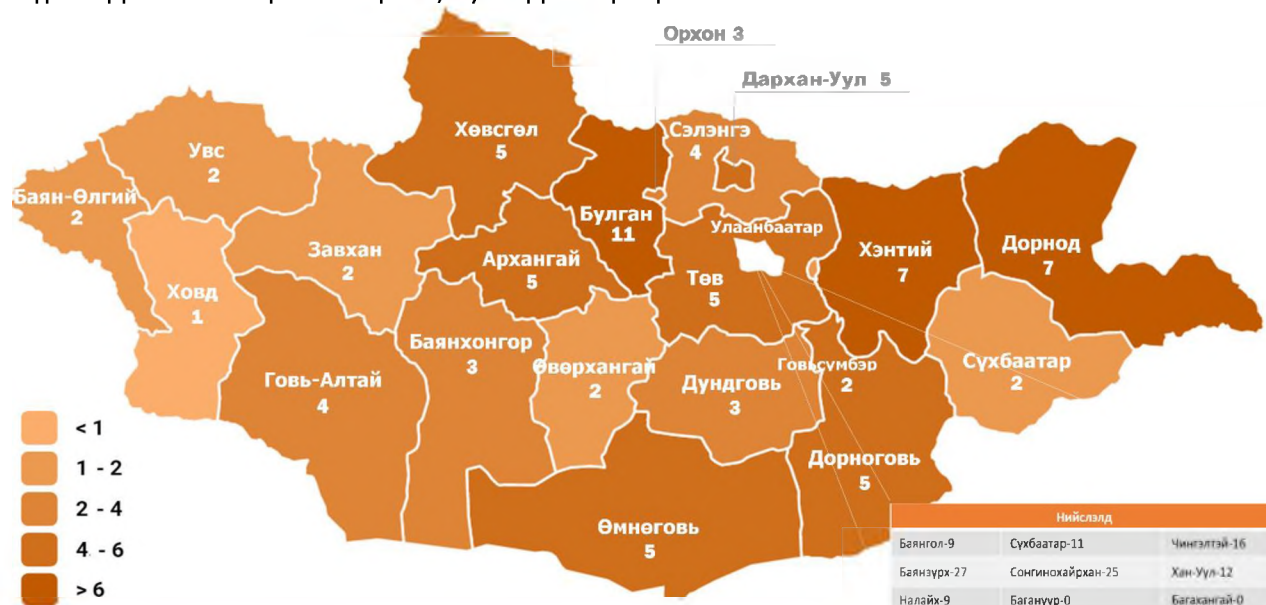 Орхон 3
Дархан-Уул 5
Хөвсгөл
5
Сэлэнгэ
4
Увс
2
Баян-Өлгий
2
Булган
11
Улаанбаатар
Хэнтий
7
Дорнод
7
Завхан
2
Архангай
5
Төв
5
Ховд
1
Баянхонгор
3
Өвөрхангай
2
Говьсүмбэр
2
Сүхбаатар
2
Говь-Алтай
4
Дундговь
3
Дорноговь
5
Өмнөговь
5
< 1
1 - 2
2 - 4
4 - 6
> 6
Нийслэлд
Баянгол-9 Сүхбаатар-11 Чингэлтэй-16
Баянзүрх-27 Сонгинохайрхан-25 Хан-Уул-12
Налайх-9 Багануур-0 Багахангай-0